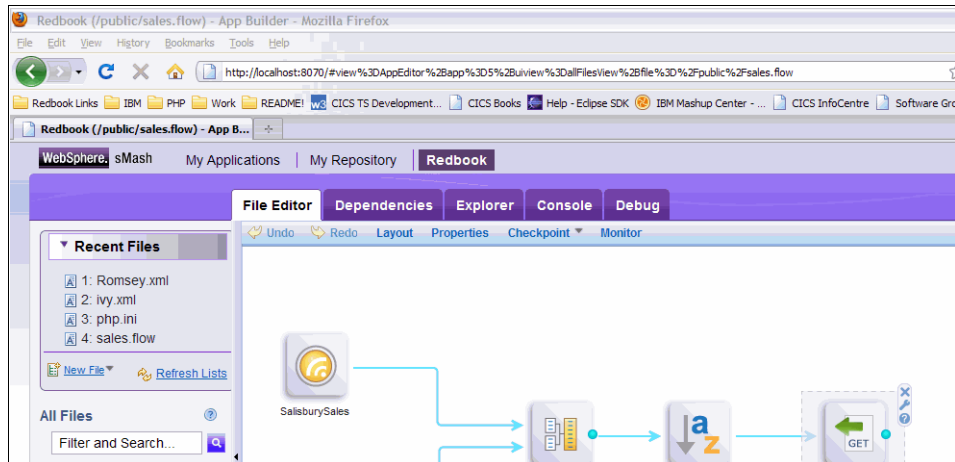 Redbook (/public/sales.flow) - App Builder - Mozilla Firefox
File Edit View History Bookmarks Tools Help
http://localhost:8070/#view%3DAppEditor%2Bapp%3D5%2Buiview%3DallFilesView%2Bfile%3D%2Fpublic%2Fsales.flow
Redbook Links IBM PHP Work README! w3 CICS TS Development... CICS Books Help - Eclipse SDK IBM Mashup Center - ... CICS InfoCentre Software Gro
Redbook (/public/sales.flow) - App B...
WebSphere. sMash My Applications My Repository Redbook
File Editor Dependencies Explorer Console Debug
Undo Redo Layout Properties Checkpoint Monitor
Recent Files
1: Romsey.xml
2: ivy.xml
3: php.ini
4: sales.flow
New File Refresh Lists
SalisburySales
All Files
Filter and Search...
a
z
GET